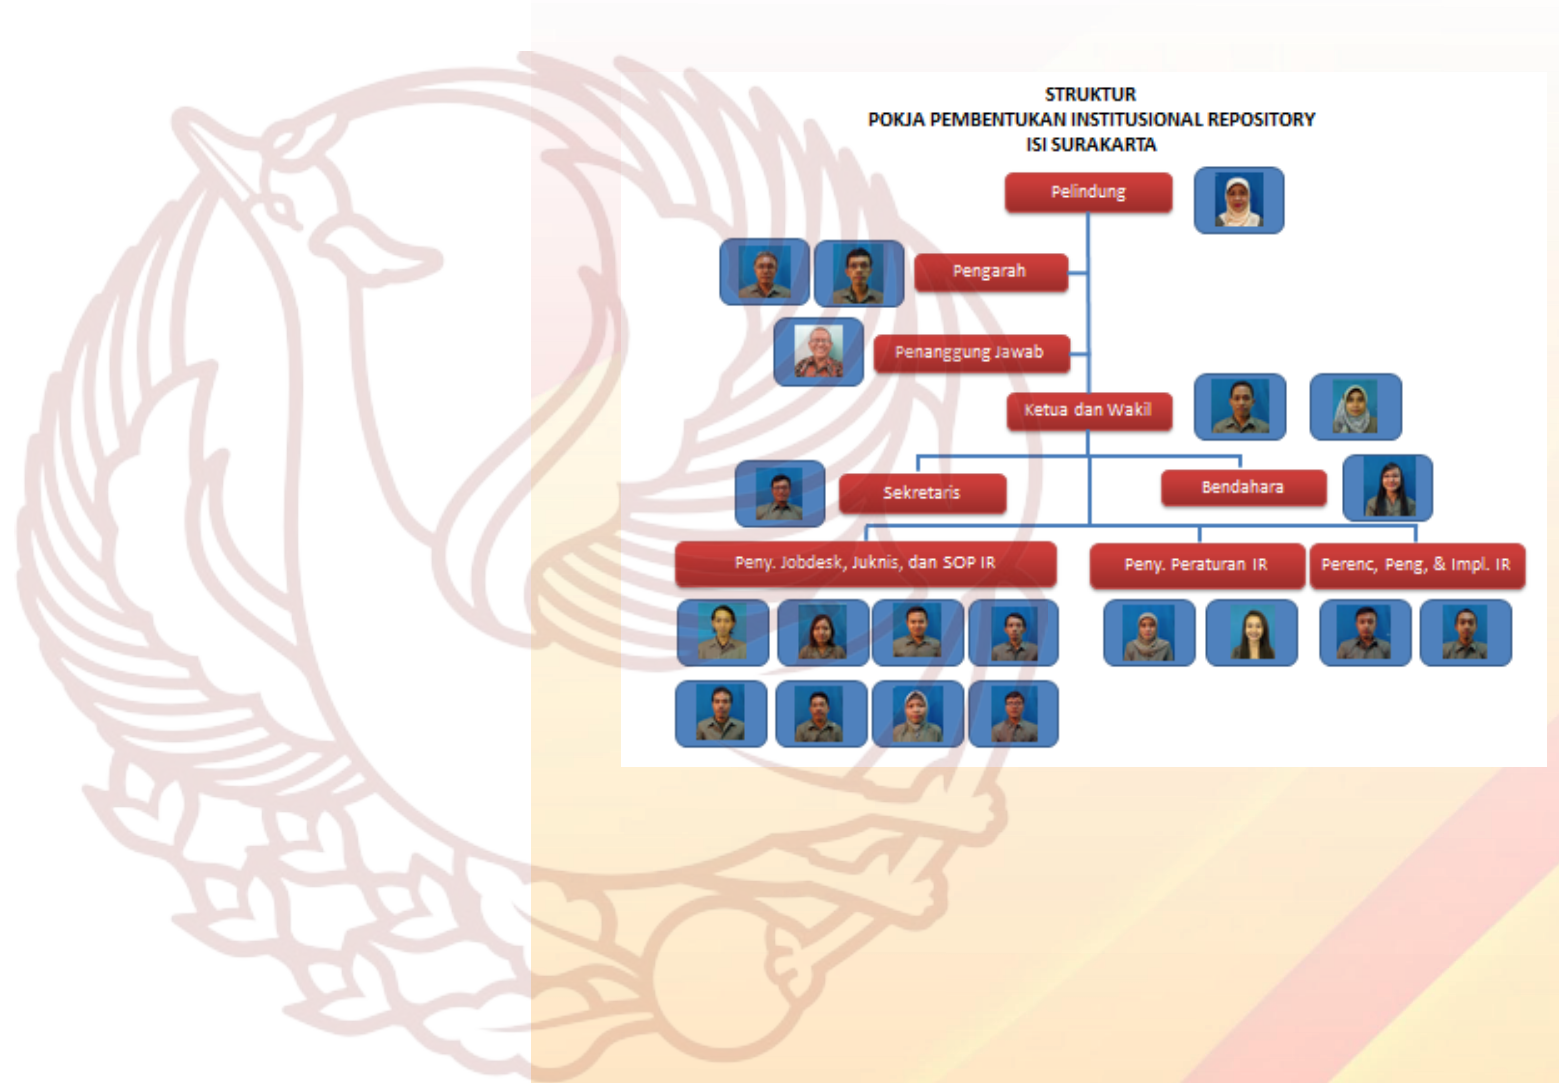 STRUKTUR
POKJA PEMBENTUKAN INSTITUSIONAL REPOSITORY
ISI SURAKARTA
Pelindung
Pengarah
Penanggung Jawab
Ketua dan Wakil
Sekretaris
Bendahara
Peny. Jobdesk, Juknis, dan SOP IR
Peny. Peraturan IR
Perenc, Peng, & Impl. IR